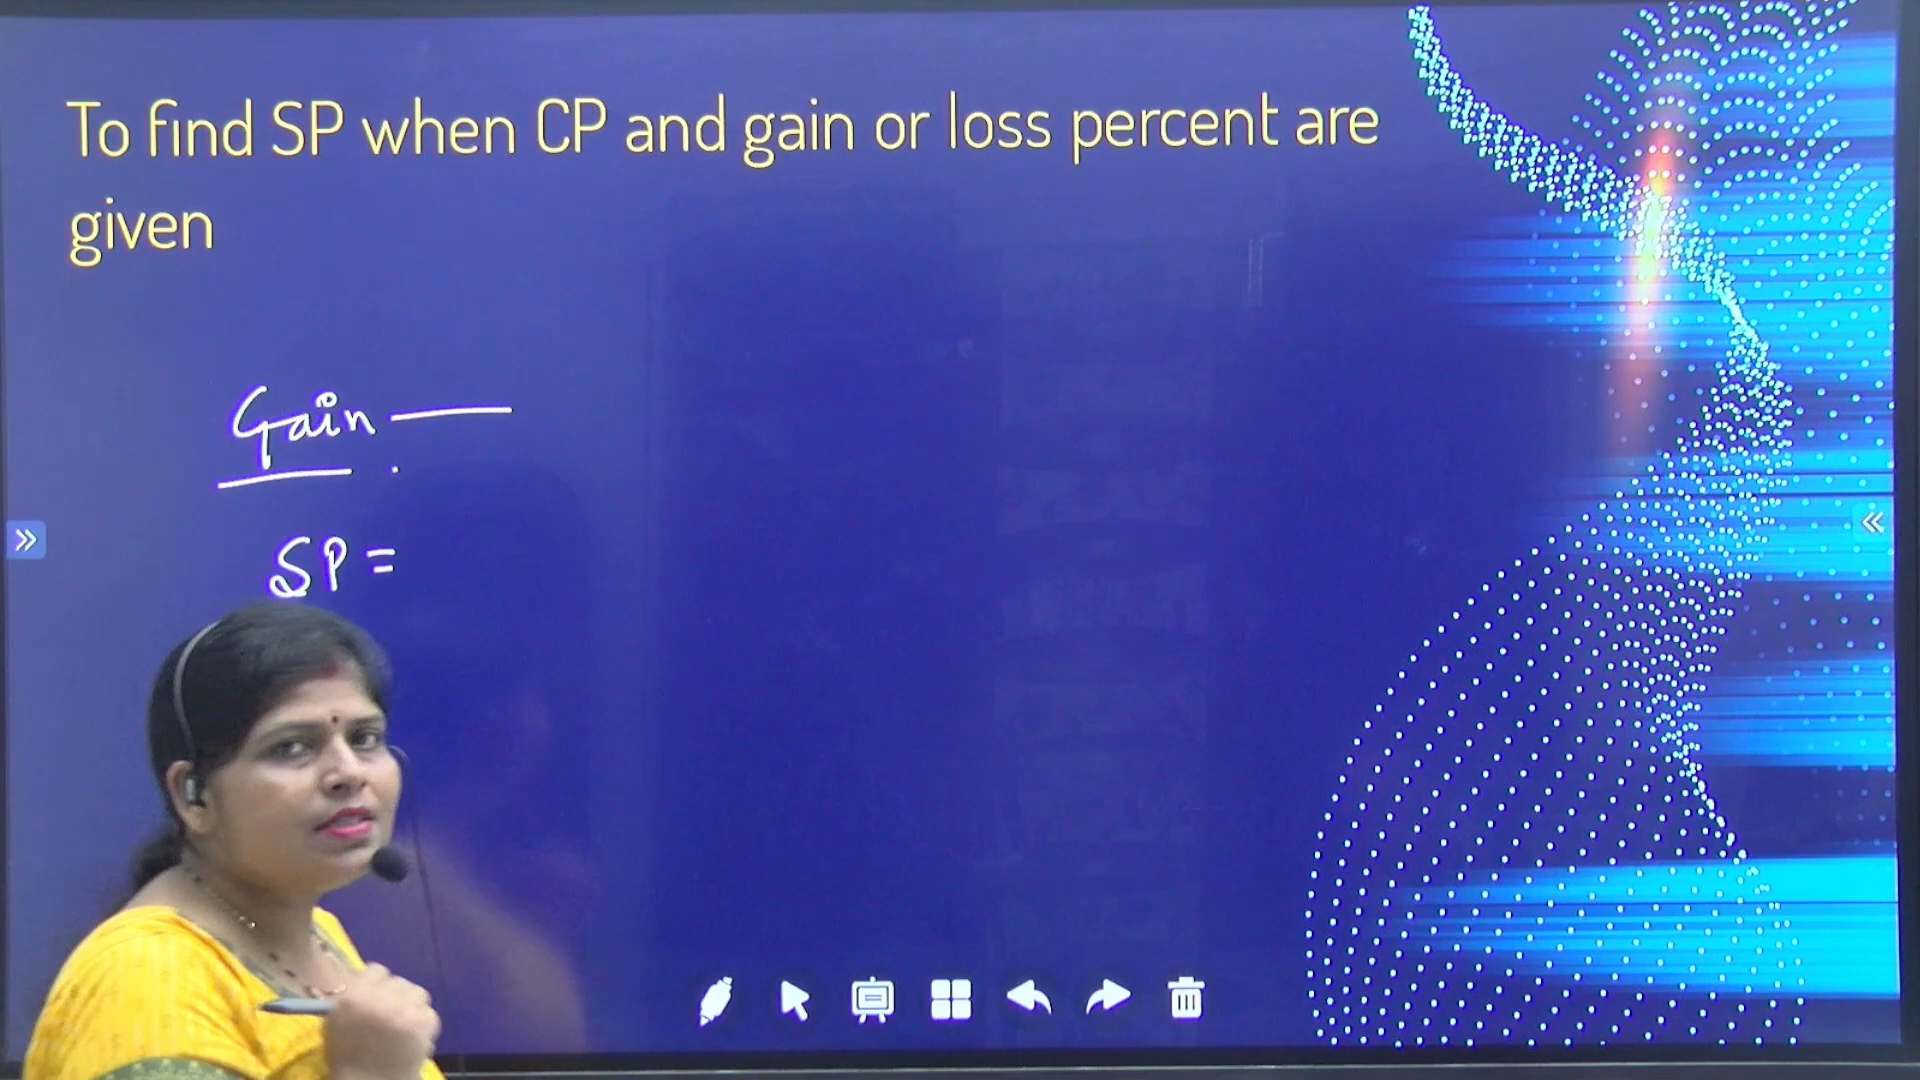 To find SP when CP and gain or loss percent are
given
Gain —
SP =